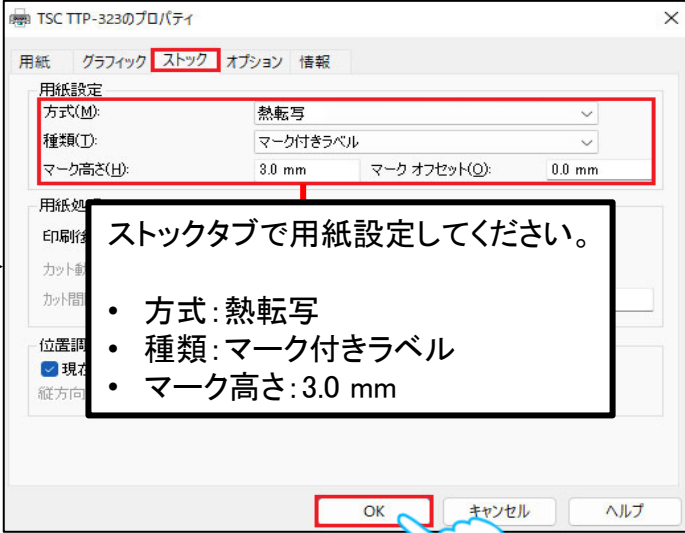 TSC TTP-323のプロパティ
用紙 グラフィック ストック オプション 情報
用紙設定
方式(M): 熱転写
種類(T): マーク付きラベル
マーク高さ(H): 3.0 mm マーク オフセット(O): 0.0 mm
用紙処
印刷後
カット動
カット間
位置調
現在
縦方向
ストックタブで用紙設定してください。
• 方式：熱転写
• 種類：マーク付きラベル
• マーク高さ：3.0 mm
OK キャンセル ヘルプ